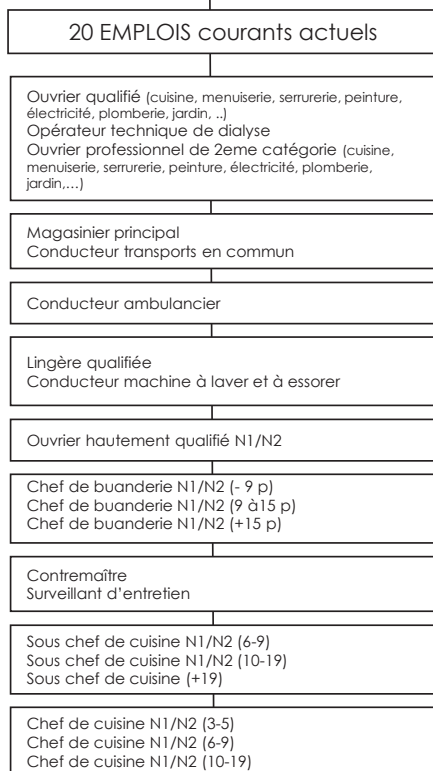 20 EMPLOIS courants actuels
Ouvrier qualifié (cuisine, menuiserie, serrurerie, peinture,
électricité, plomberie, jardin, ..)
Opérateur technique de dialyse
Ouvrier professionnel de 2eme catégorie (cuisine,
menuiserie, serrurerie, peinture, électricité, plomberie,
jardin,...)
Magasinier principal
Conducteur transports en commun
Conducteur ambulancier
Lingère qualifiée
Conducteur machine à laver et à essorer
Ouvrier hautement qualifié N1/N2
Chef de buanderie N1/N2 (- 9 p)
Chef de buanderie N1/N2 (9 à15 p)
Chef de buanderie N1/N2 (+15 p)
Contremaître
Surveillant d'entretien
Sous chef de cuisine N1/N2 (6-9)
Sous chef de cuisine N1/N2 (10-19)
Sous chef de cuisine (+19)
Chef de cuisine N1/N2 (3-5)
Chef de cuisine N1/N2 (6-9)
Chef de cuisine N1/N2 (10-19)